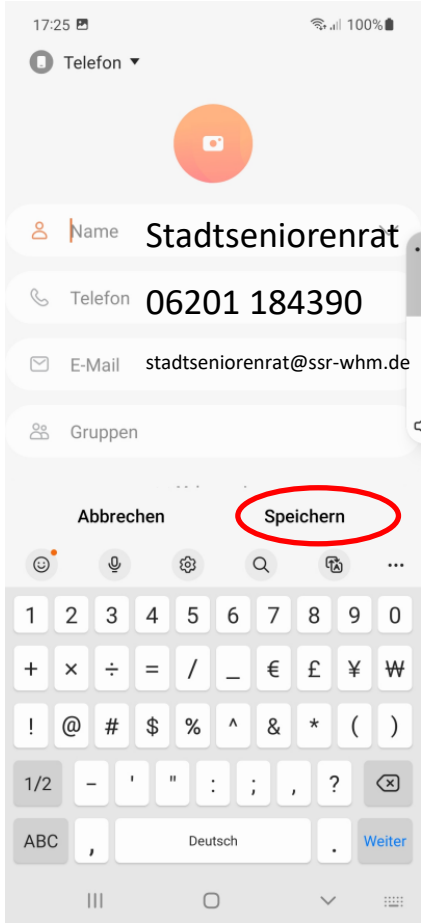 17:25 100%
Telefon
Name Stadtseniorenrat
Telefon 06201 184390
E-Mail stadtseniorenrat@ssr-whm.de
Gruppen
Abbrechen Speichern
1 2 3 4 5 6 7 8 9 0
+ × ÷ = / _ € £ ¥ ₩
! @ # $ % ^ & * ( )
1/2 - ' " : ; , ?
ABC , Deutsch . Weiter